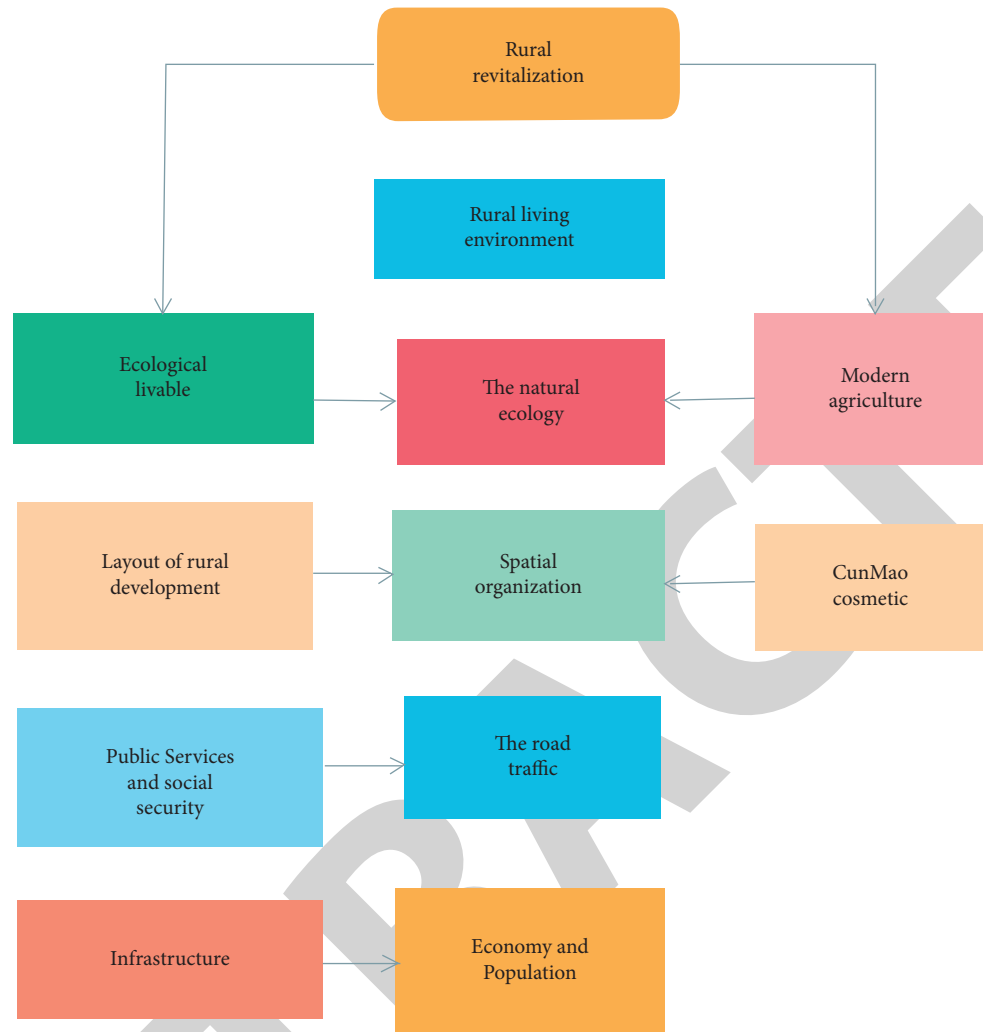 Rural
revitalization
Rural living
environment
Ecological
livable
The natural
ecology
Modern
agriculture
Layout of rural
development
Spatial
organization
CunMao
cosmetic
Public Services
and social
security
The road
traffic
Infrastructure
Economy and
Population